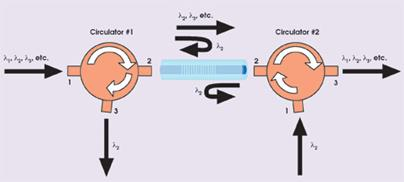 Circulator #1
λ₂, λ₃, etc.
Circulator #2
λ₁, λ₂, λ₃, etc.
λ₂
λ₁, λ₂, λ₃, etc.
1
2
2
3
λ₂
3
1
λ₂
λ₂